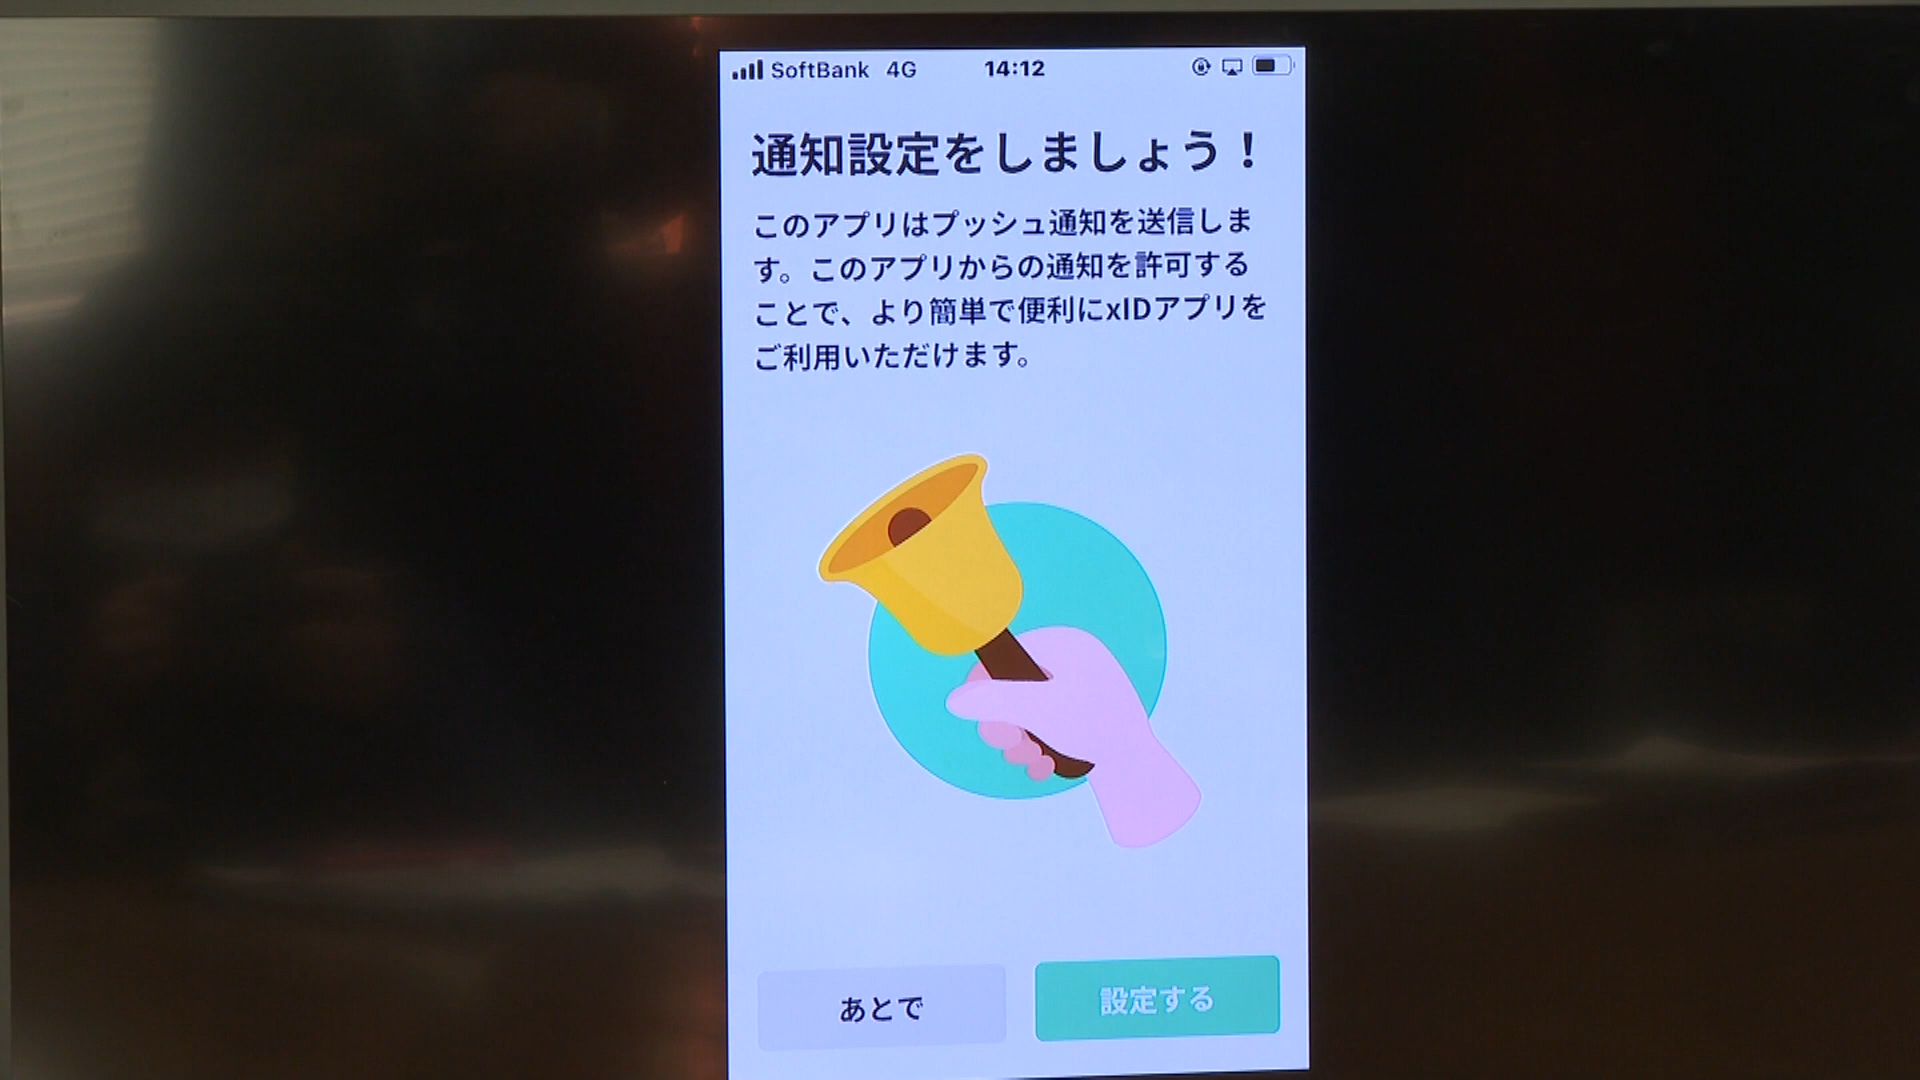 SoftBank 4G 14:12
通知設定をしましょう！
このアプリはプッシュ通知を送信しま
す。このアプリからの通知を許可する
ことで、より簡単で便利にxIDアプリを
ご利用いただけます。
あとで
設定する